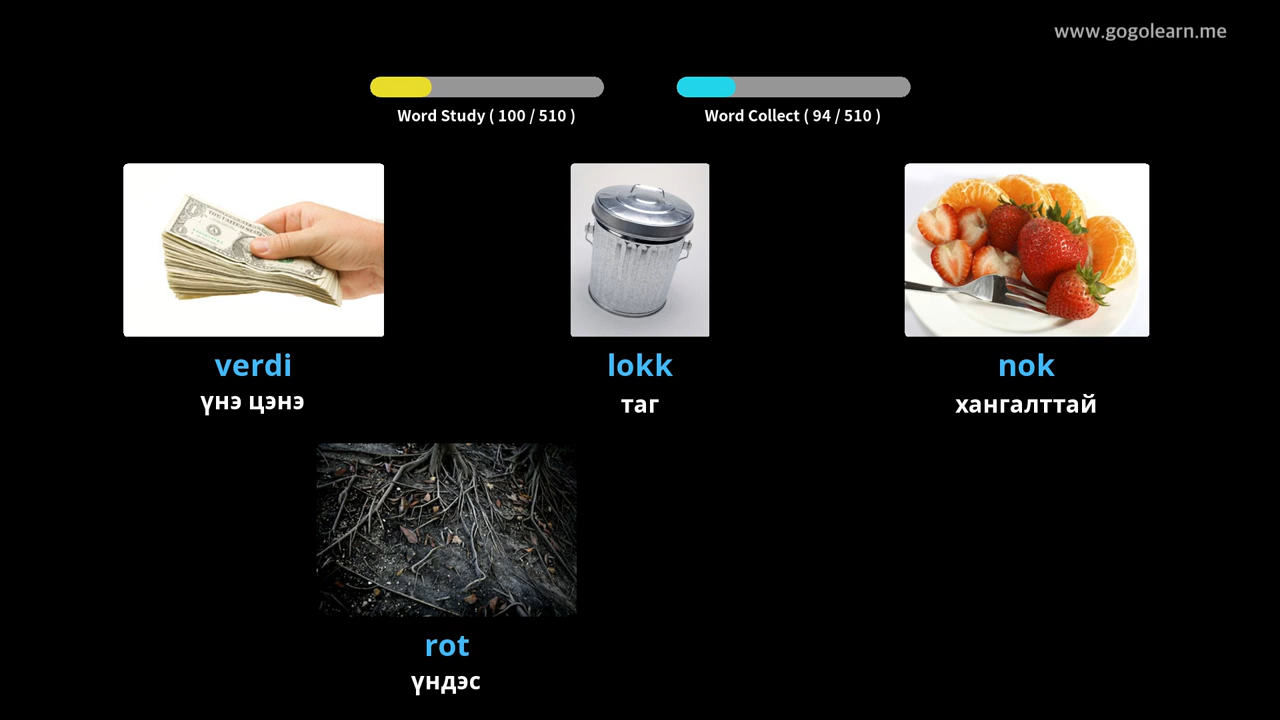 www.gogolearn.me
Word Study ( 100 / 510 )
Word Collect ( 94 / 510 )
verdi
үнэ цэнэ
lokk
таг
nok
хангалттай
rot
үндэс